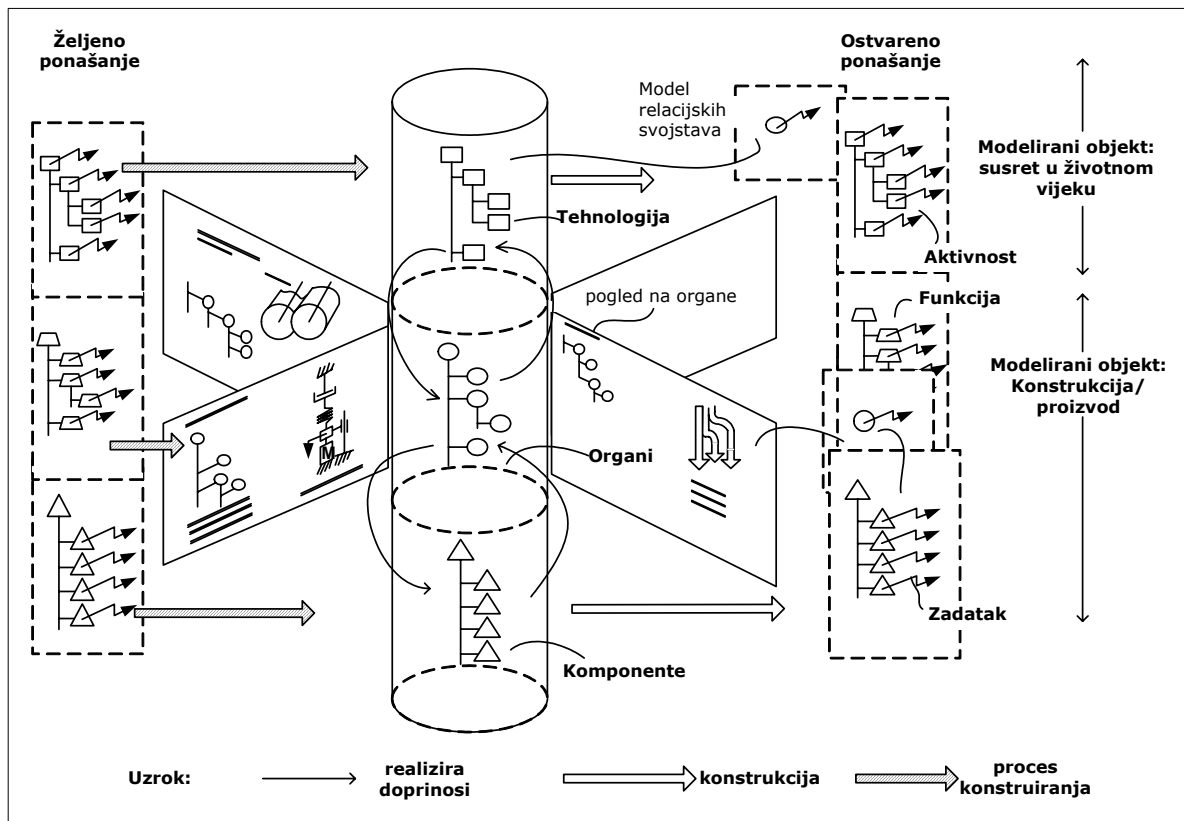 Željeno
ponašanje
Ostvareno
ponašanje
Model
relacijskih
svojstava
Modelirani objekt:
susret u životnom
vijeku
Tehnologija
Aktivnost
pogled na organe
Funkcija
Modelirani objekt:
Konstrukcija/
proizvod
M
Organi
Zadatak
Komponente
Uzrok:
realizira
doprinosi
konstrukcija
proces
konstruiranja